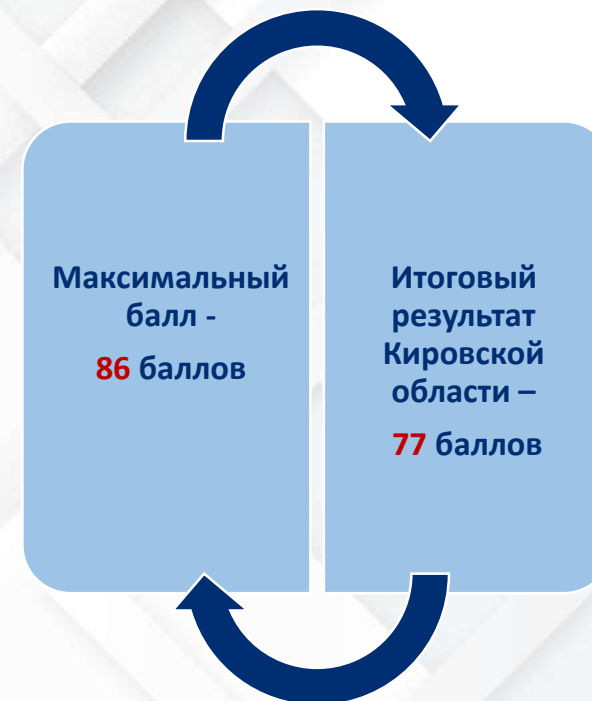 Максимальный
балл -
86 баллов
Итоговый
результат
Кировской
области –
77 баллов